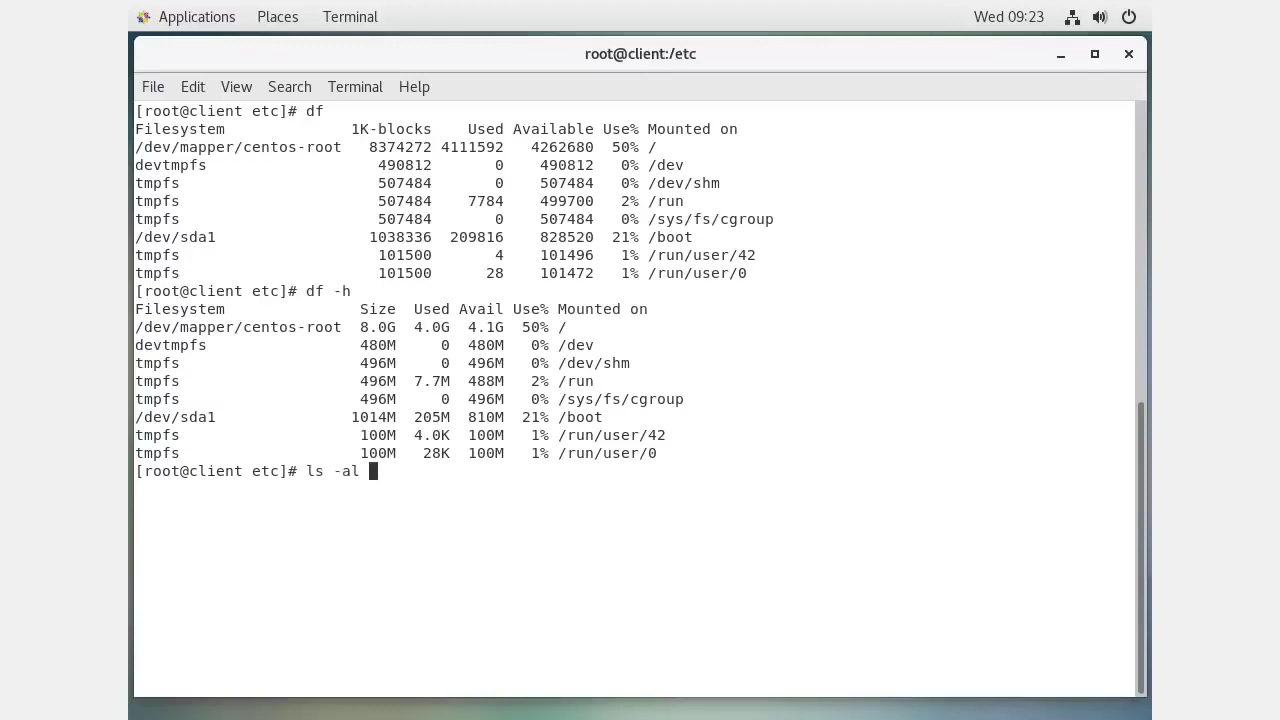 Applications Places Terminal Wed 09:23
root@client:/etc
File Edit View Search Terminal Help
[root@client etc]# df
Filesystem 1K-blocks Used Available Use% Mounted on
/dev/mapper/centos-root 8374272 4111592 4262680 50% /
devtmpfs 490812 0 490812 0% /dev
tmpfs 507484 0 507484 0% /dev/shm
tmpfs 507484 7784 499700 2% /run
tmpfs 507484 0 507484 0% /sys/fs/cgroup
/dev/sda1 1038336 209816 828520 21% /boot
tmpfs 101500 4 101496 1% /run/user/42
tmpfs 101500 28 101472 1% /run/user/0
[root@client etc]# df -h
Filesystem Size Used Avail Use% Mounted on
/dev/mapper/centos-root 8.0G 4.0G 4.1G 50% /
devtmpfs 480M 0 480M 0% /dev
tmpfs 496M 0 496M 0% /dev/shm
tmpfs 496M 7.7M 488M 2% /run
tmpfs 496M 0 496M 0% /sys/fs/cgroup
/dev/sda1 1014M 205M 810M 21% /boot
tmpfs 100M 4.0K 100M 1% /run/user/42
tmpfs 100M 28K 100M 1% /run/user/0
[root@client etc]# ls -al